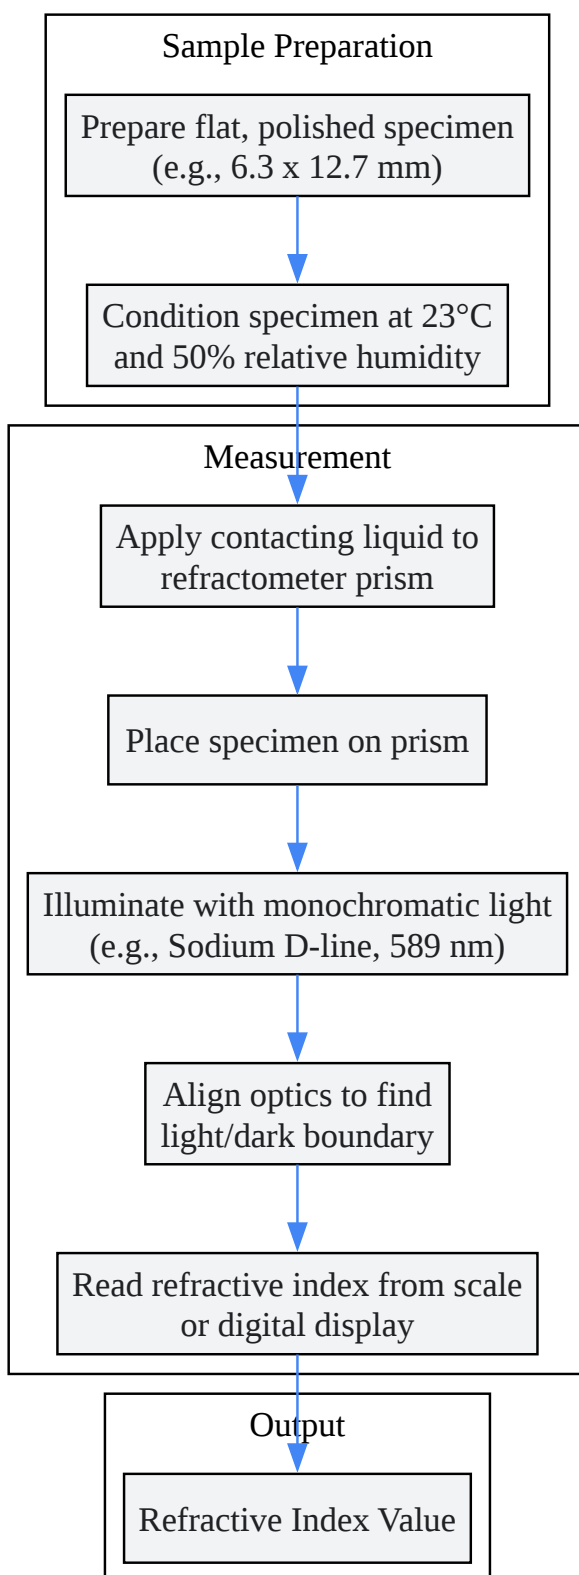 Sample Preparation
Prepare flat, polished specimen
(e.g., 6.3 x 12.7 mm)
Condition specimen at 23°C
and 50% relative humidity
Measurement
Apply contacting liquid to
refractometer prism
Place specimen on prism
Illuminate with monochromatic light
(e.g., Sodium D-line, 589 nm)
Align optics to find
light/dark boundary
Read refractive index from scale
or digital display
Output
Refractive Index Value